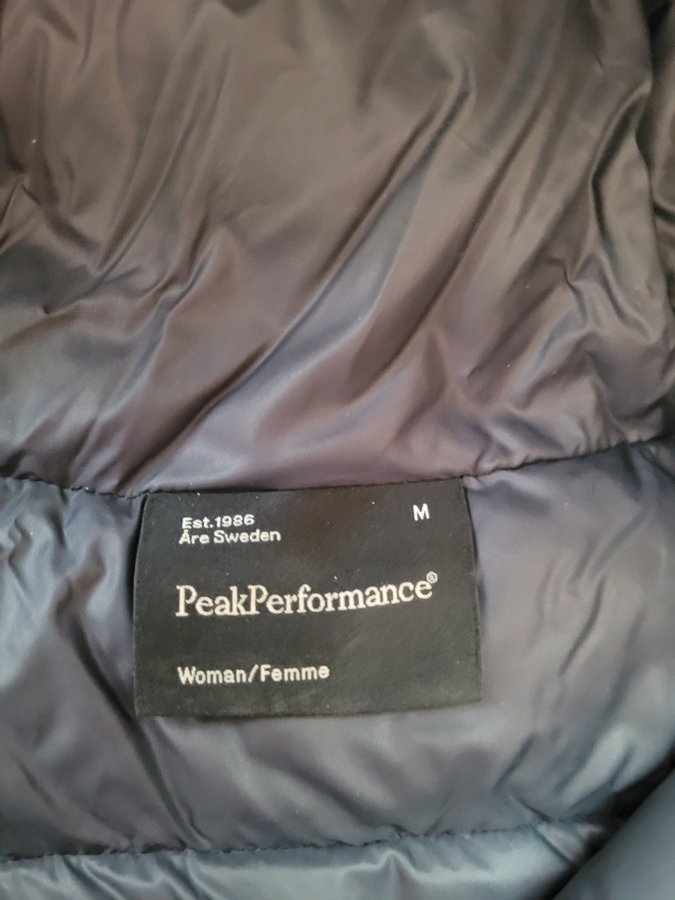 Est.1986
Åre Sweden
M
PeakPerformance®
Woman/Femme